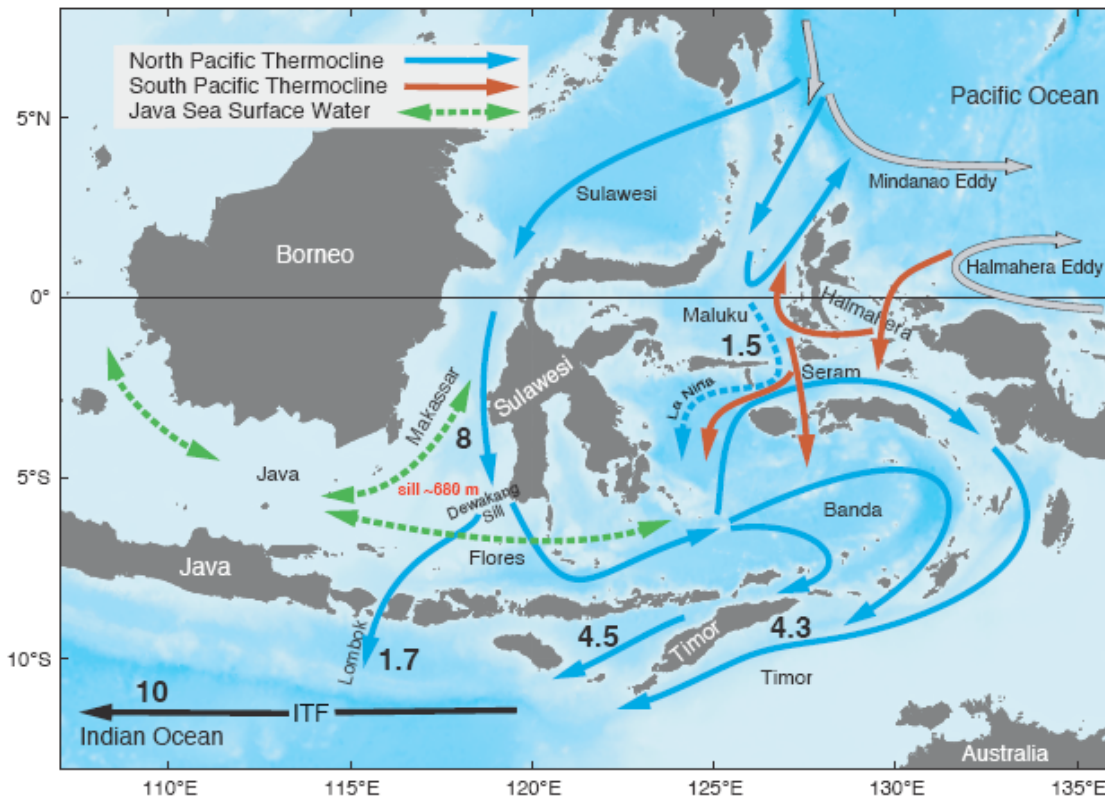 North Pacific Thermocline
South Pacific Thermocline
Java Sea Surface Water
Pacific Ocean
5°N
Mindanao Eddy
Sulawesi
Borneo
Halmahera Eddy
0°
Halmahera
Maluku
1.5
Seram
La Nina
Makassar
Sulawesi
8
Java
5°S
sill ~680 m
Dewakang
Sill
Banda
Flores
Java
4.5
Timor
4.3
Lombok
1.7
10°S
Timor
10
ITF
Indian Ocean
Australia
110°E
115°E
120°E
125°E
130°E
135°E